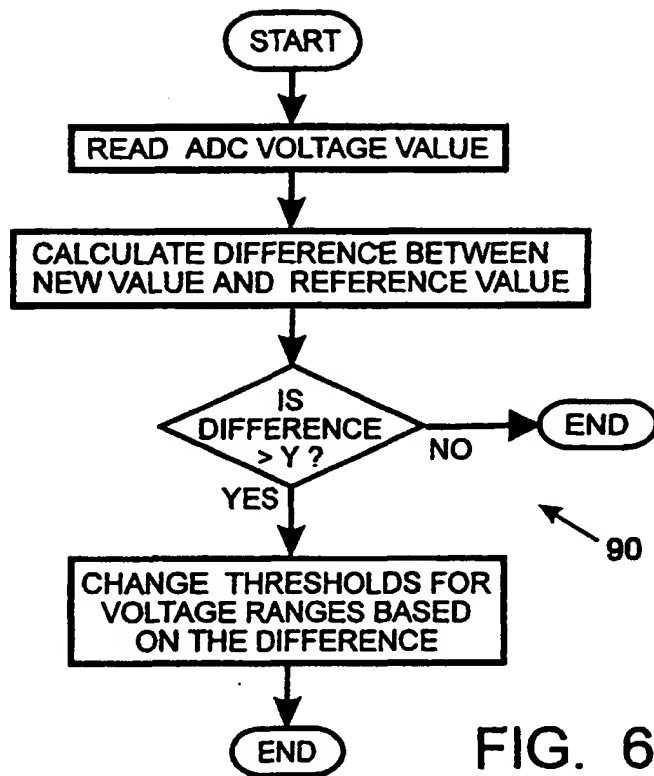 START
READ ADC VOLTAGE VALUE
CALCULATE DIFFERENCE BETWEEN
NEW VALUE AND REFERENCE VALUE
IS
DIFFERENCE
> Y ?
NO
END
YES
90
CHANGE THRESHOLDS FOR
VOLTAGE RANGES BASED
ON THE DIFFERENCE
END
FIG. 6